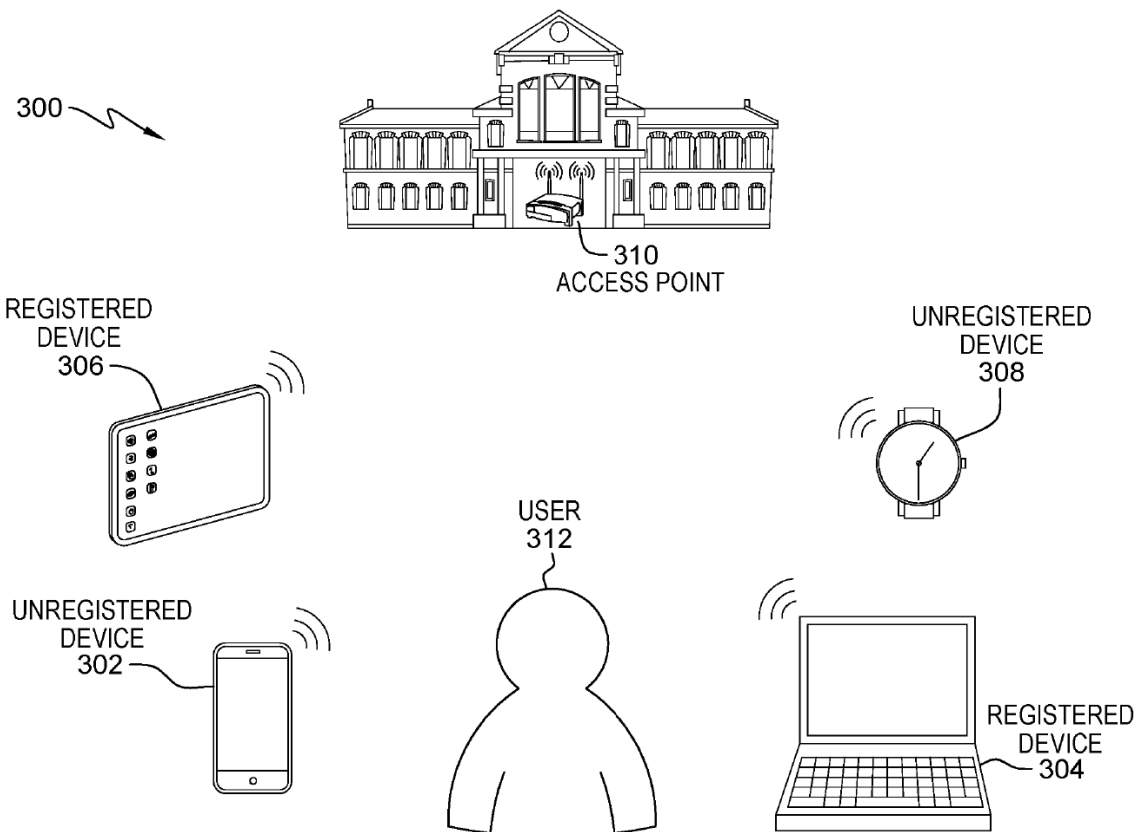 300
310
ACCESS POINT
REGISTERED
DEVICE
306
UNREGISTERED
DEVICE
308
USER
312
UNREGISTERED
DEVICE
302
REGISTERED
DEVICE
304